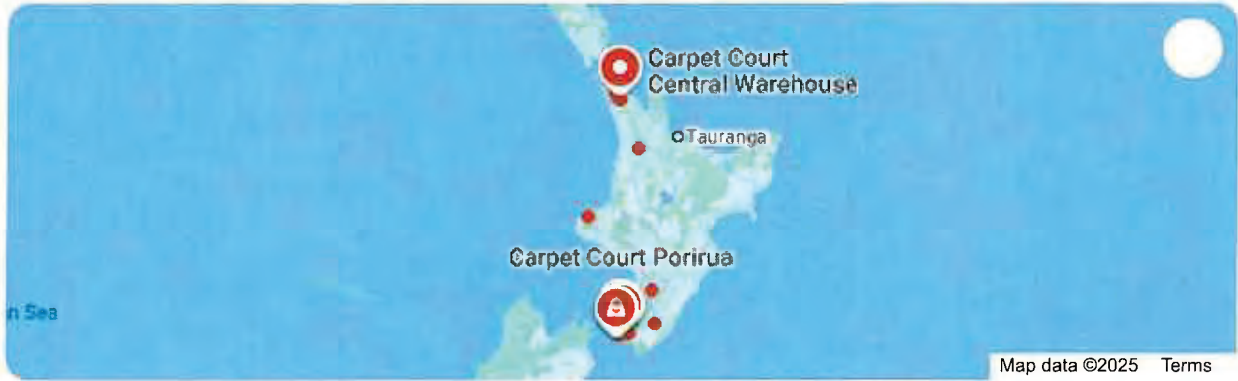 Carpet Court
Central Warehouse
Tauranga
Carpet Court Porirua
n Sea
Map data ©2025 Terms